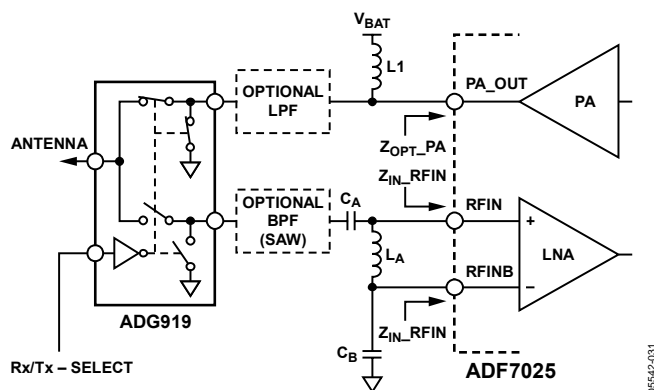 VBAT
L1
PA_OUT
PA
OPTIONAL
LPF
ANTENNA
ZOPT_PA
ZIN_RFIN
OPTIONAL
BPF
(SAW)
CA
RFIN
+
LA
LNA
RFINB
−
ZIN_RFIN
CB
ADG919
ADF7025
Rx/Tx – SELECT
05542-031